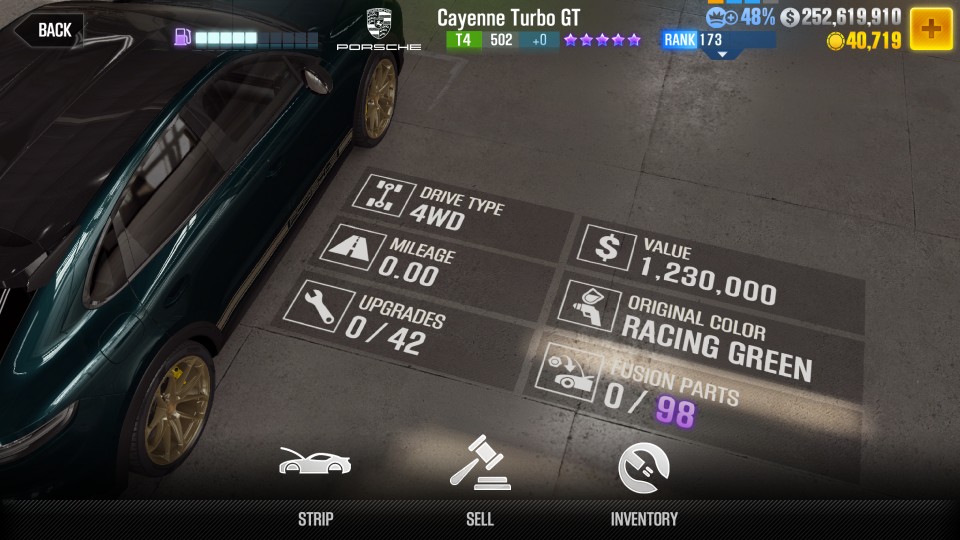 BACK
PORSCHE
Cayenne Turbo GT
T4 502 +0
RANK 173
48%
252,619,910
40,719
DRIVE TYPE
4WD
MILEAGE
0.00
UPGRADES
0/42
VALUE
1,230,000
ORIGINAL COLOR
RACING GREEN
FUSION PARTS
0/98
STRIP
SELL
INVENTORY